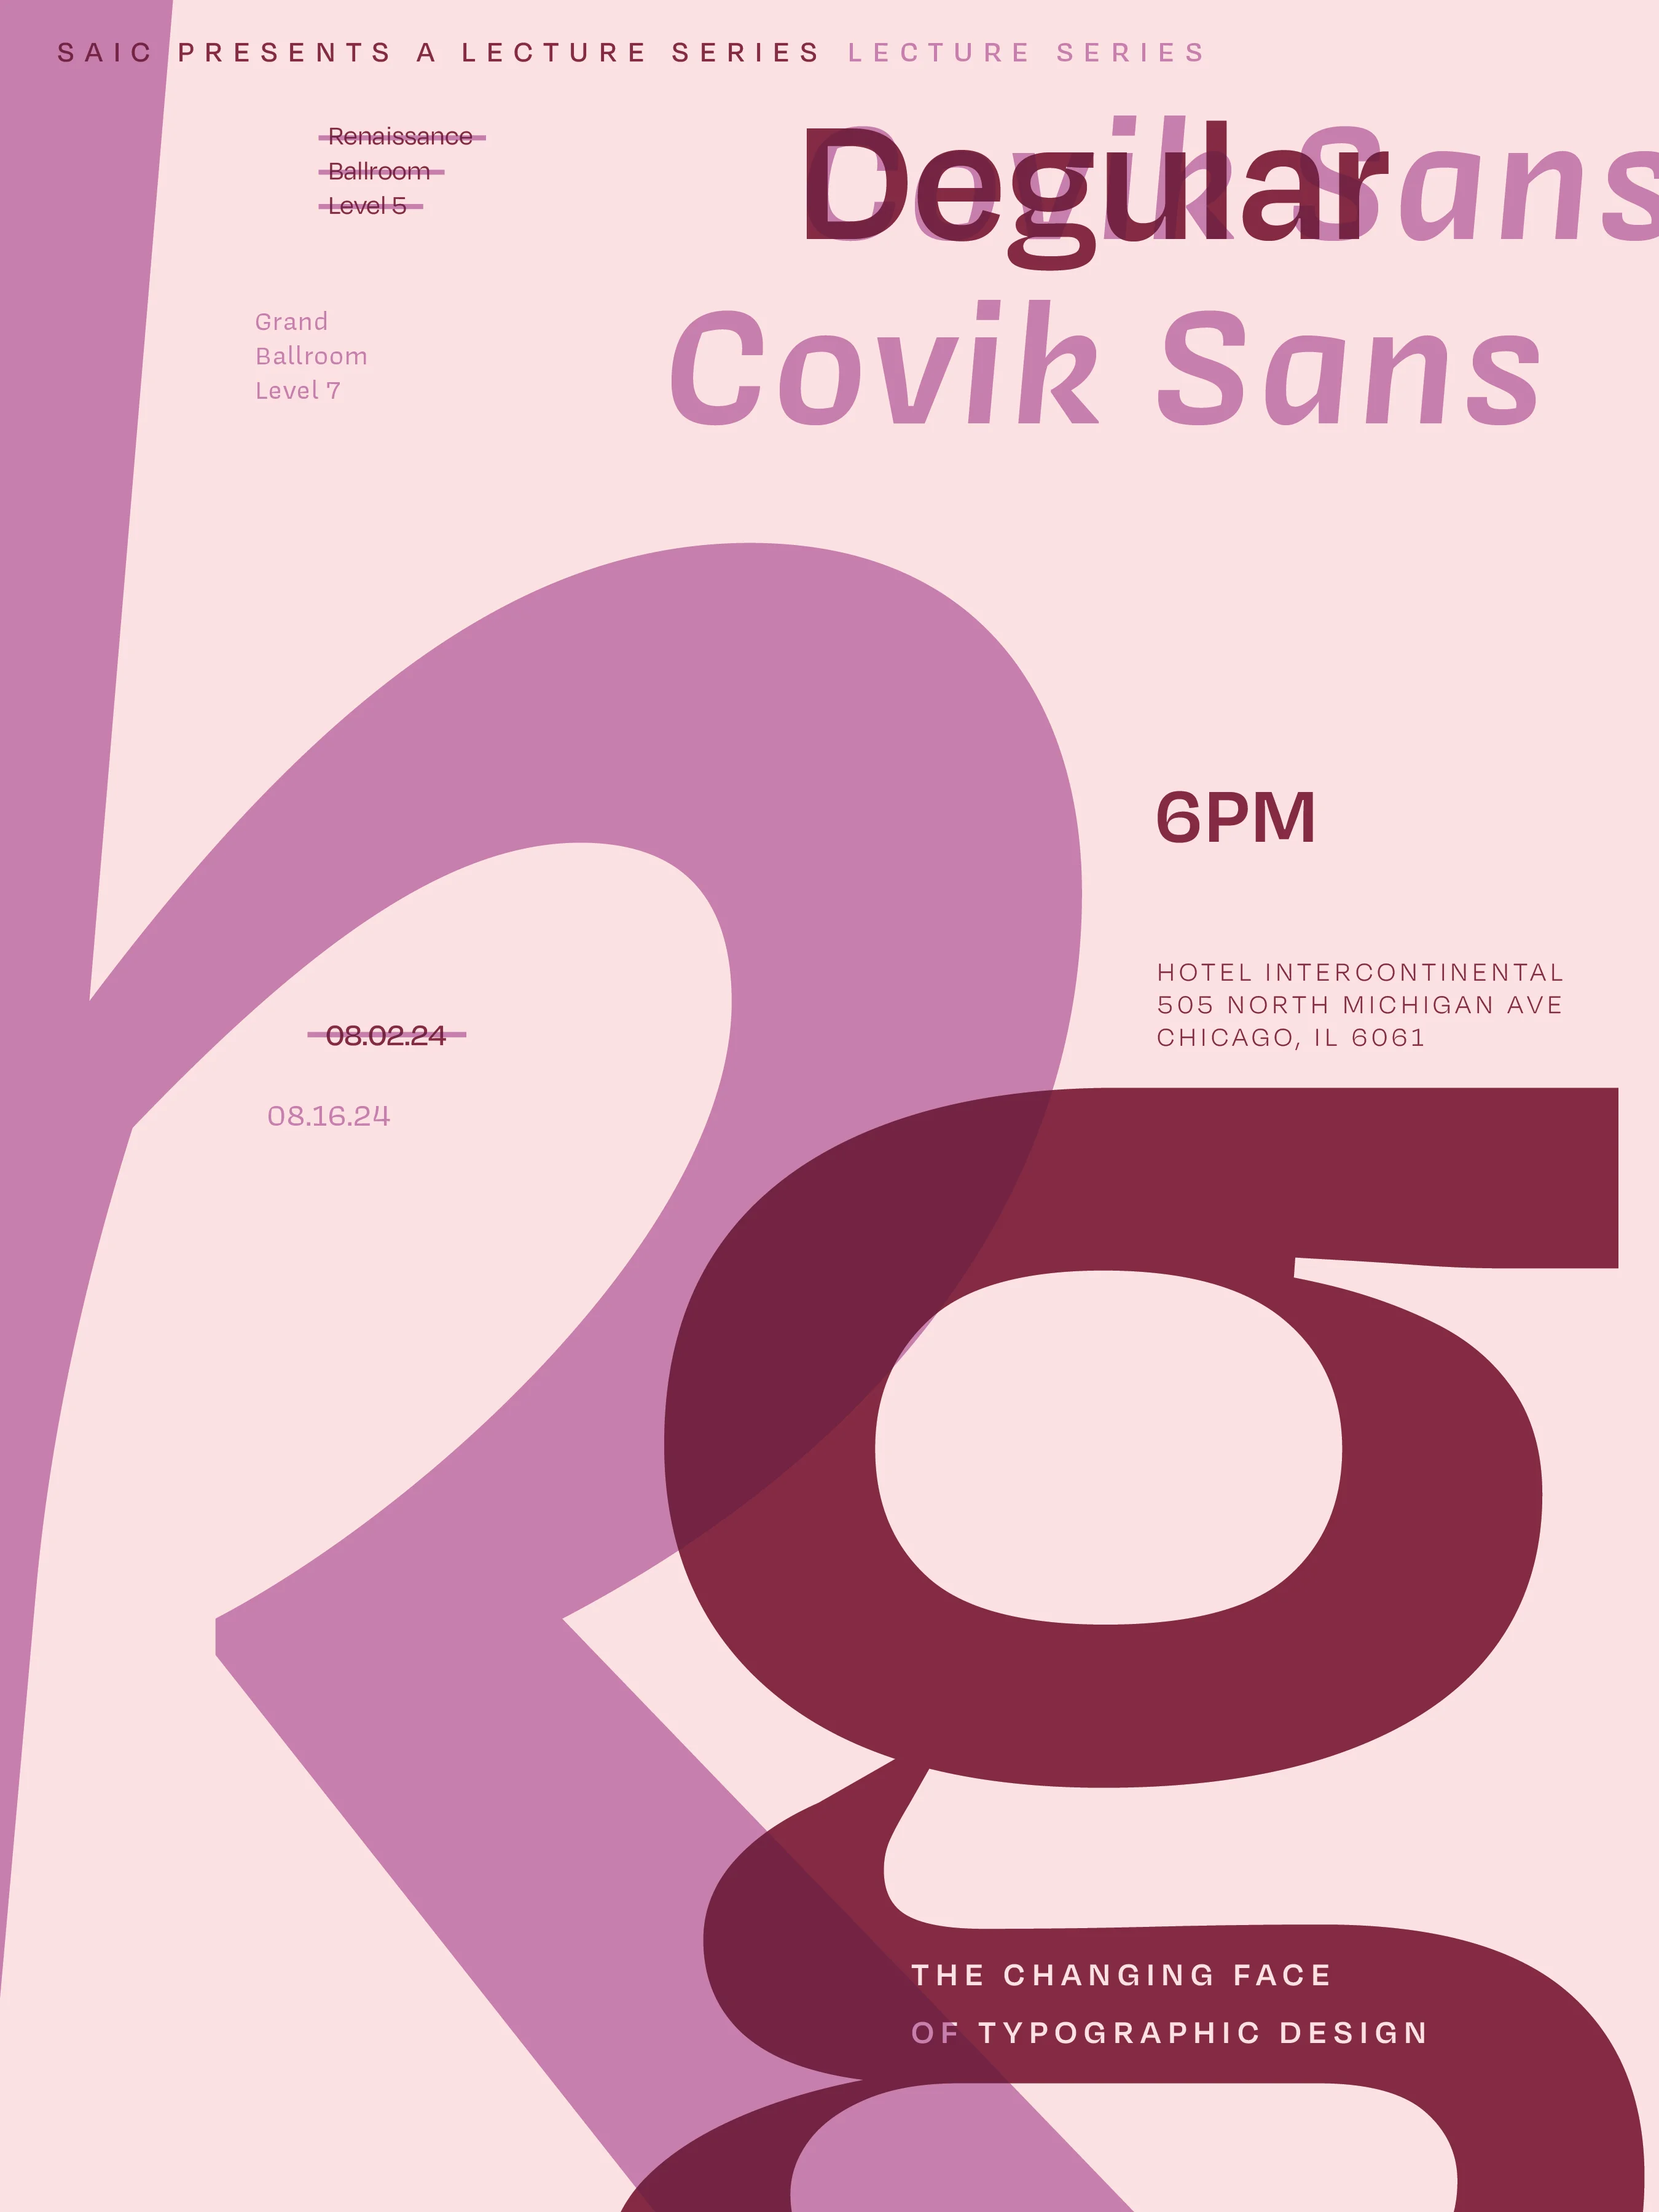 SAIC PRESENTS A LECTURE SERIES LECTURE SERIES
Renaissance
Ballroom
Level 5
Degular
Covik Sans
Grand
Ballroom
Level 7
Covik Sans
6PM
HOTEL INTERCONTINENTAL
505 NORTH MICHIGAN AVE
CHICAGO, IL 6061
08.02.24
08.16.24
k
g
THE CHANGING FACE
OF TYPOGRAPHIC DESIGN